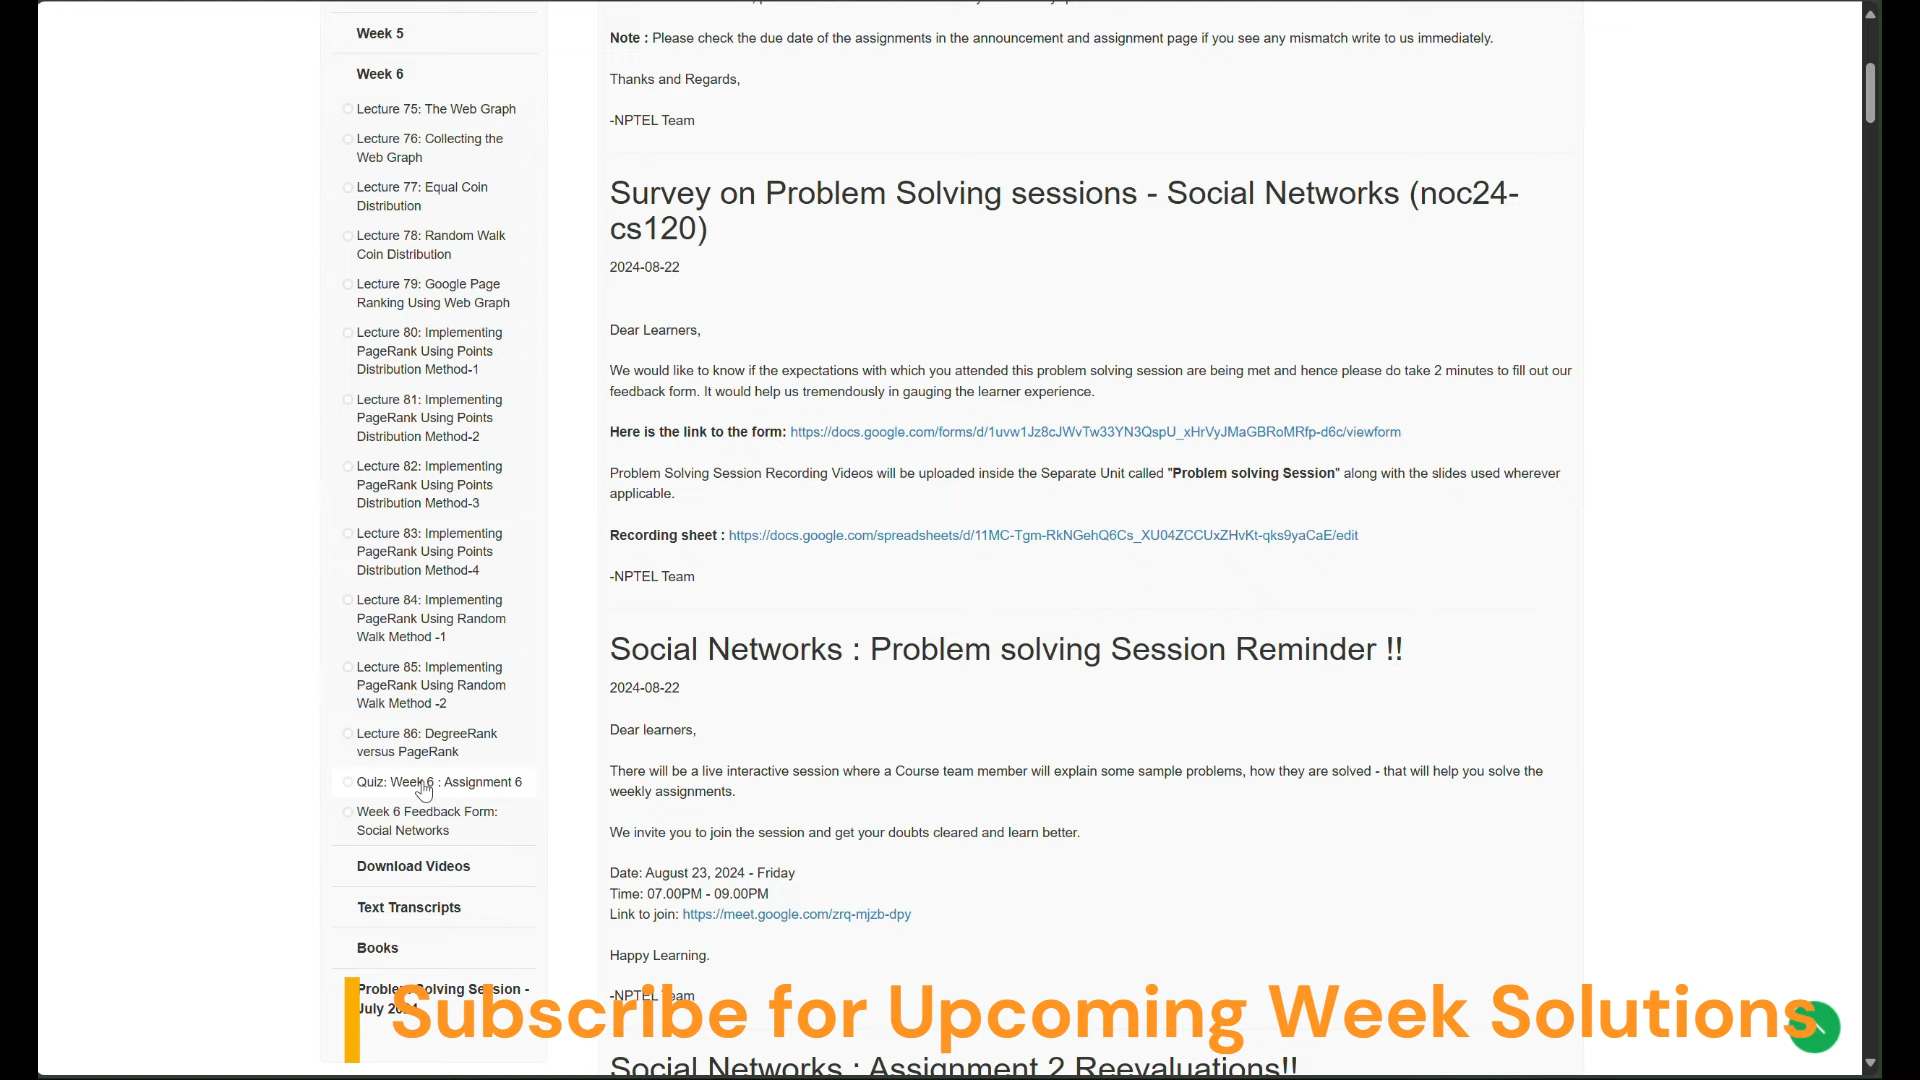 Week 5
Week 6
Lecture 75: The Web Graph
Lecture 76: Collecting the
Web Graph
Lecture 77: Equal Coin
Distribution
Lecture 78: Random Walk
Coin Distribution
Lecture 79: Google Page
Ranking Using Web Graph
Lecture 80: Implementing
PageRank Using Points
Distribution Method-1
Lecture 81: Implementing
PageRank Using Points
Distribution Method-2
Lecture 82: Implementing
PageRank Using Points
Distribution Method-3
Lecture 83: Implementing
PageRank Using Points
Distribution Method-4
Lecture 84: Implementing
PageRank Using Random
Walk Method -1
Lecture 85: Implementing
PageRank Using Random
Walk Method -2
Lecture 86: DegreeRank
versus PageRank
Quiz: Week 6 : Assignment 6
Week 6 Feedback Form:
Social Networks
Download Videos
Text Transcripts
Books
Problem Solving Session -
July 2024
Note : Please check the due date of the assignments in the announcement and assignment page if you see any mismatch write to us immediately.
Thanks and Regards,
-NPTEL Team
Survey on Problem Solving sessions - Social Networks (noc24-
cs120)
2024-08-22
Dear Learners,
We would like to know if the expectations with which you attended this problem solving session are being met and hence please do take 2 minutes to fill out our
feedback form. It would help us tremendously in gauging the learner experience.
Here is the link to the form: https://docs.google.com/forms/d/1uvw1Jz8cJWvTw33YN3QspU_xHrVyJMaGBRoMRfp-d6c/viewform
Problem Solving Session Recording Videos will be uploaded inside the Separate Unit called "Problem solving Session" along with the slides used wherever
applicable.
Recording sheet : https://docs.google.com/spreadsheets/d/11MC-Tgm-RkNGehQ6Cs_XU04ZCCUxZHvKt-qks9yaCaE/edit
-NPTEL Team
Social Networks : Problem solving Session Reminder !!
2024-08-22
Dear learners,
There will be a live interactive session where a Course team member will explain some sample problems, how they are solved - that will help you solve the
weekly assignments.
We invite you to join the session and get your doubts cleared and learn better.
Date: August 23, 2024 - Friday
Time: 07.00PM - 09.00PM
Link to join: https://meet.google.com/zrq-mjzb-dpy
Happy Learning.
-NPTEL Team
Subscribe for Upcoming Week Solutions
Social Networks : Assignment 2 Reevaluations!!